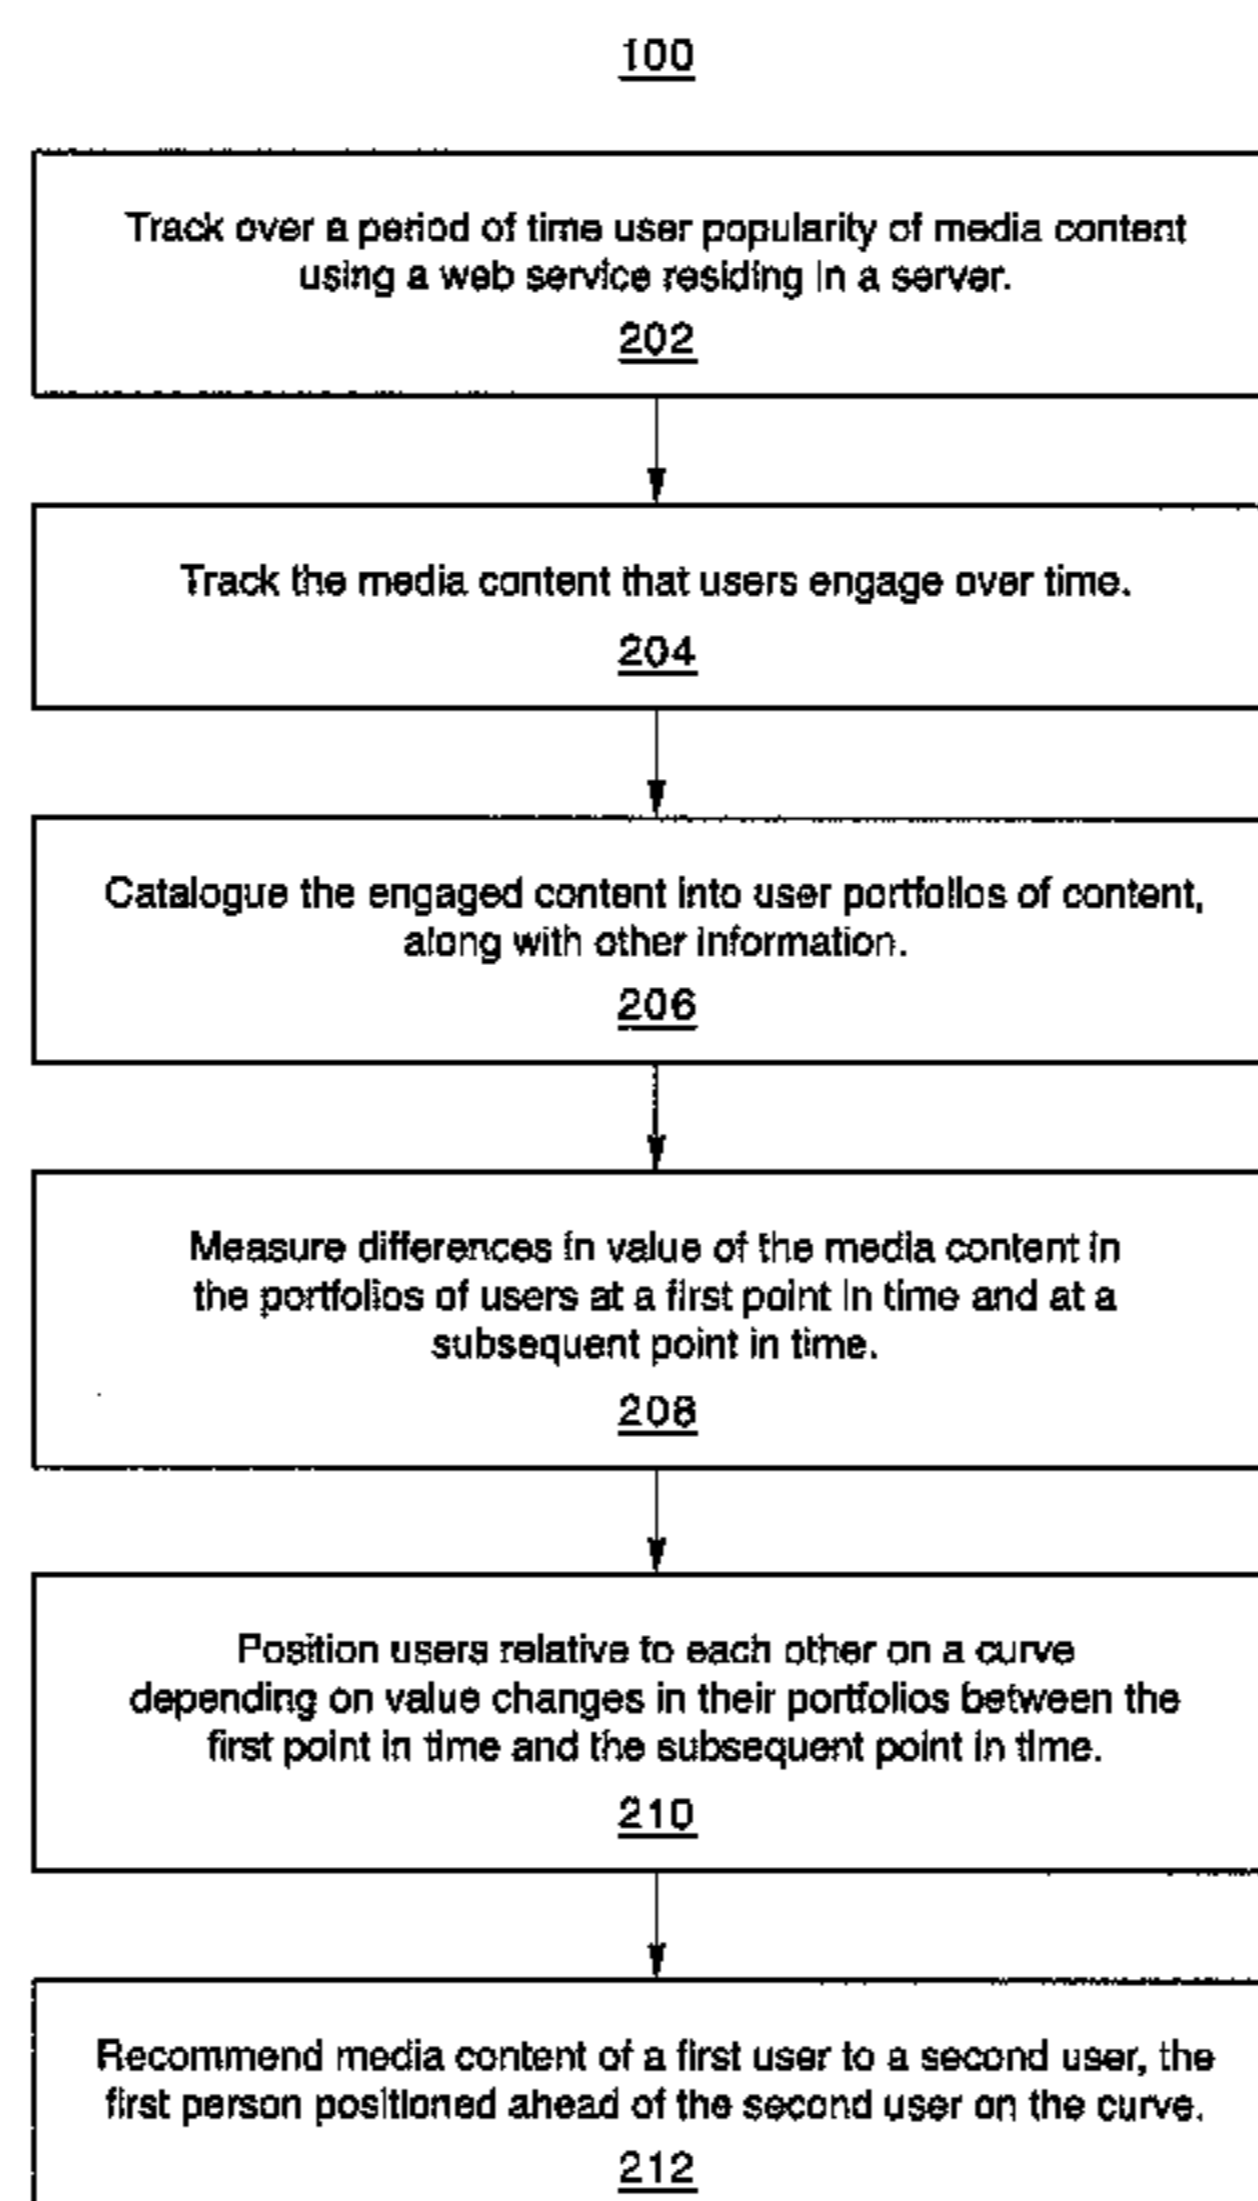 100
Track over a period of time user popularity of media content
using a web service residing in a server.
202
Track the media content that users engage over time.
204
Catalogue the engaged content into user portfolios of content,
along with other information.
206
Measure differences in value of the media content in
the portfolios of users at a first point in time and at a
subsequent point in time.
208
Position users relative to each other on a curve
depending on value changes in their portfolios between the
first point in time and the subsequent point in time.
210
Recommend media content of a first user to a second user, the
first person positioned ahead of the second user on the curve.
212